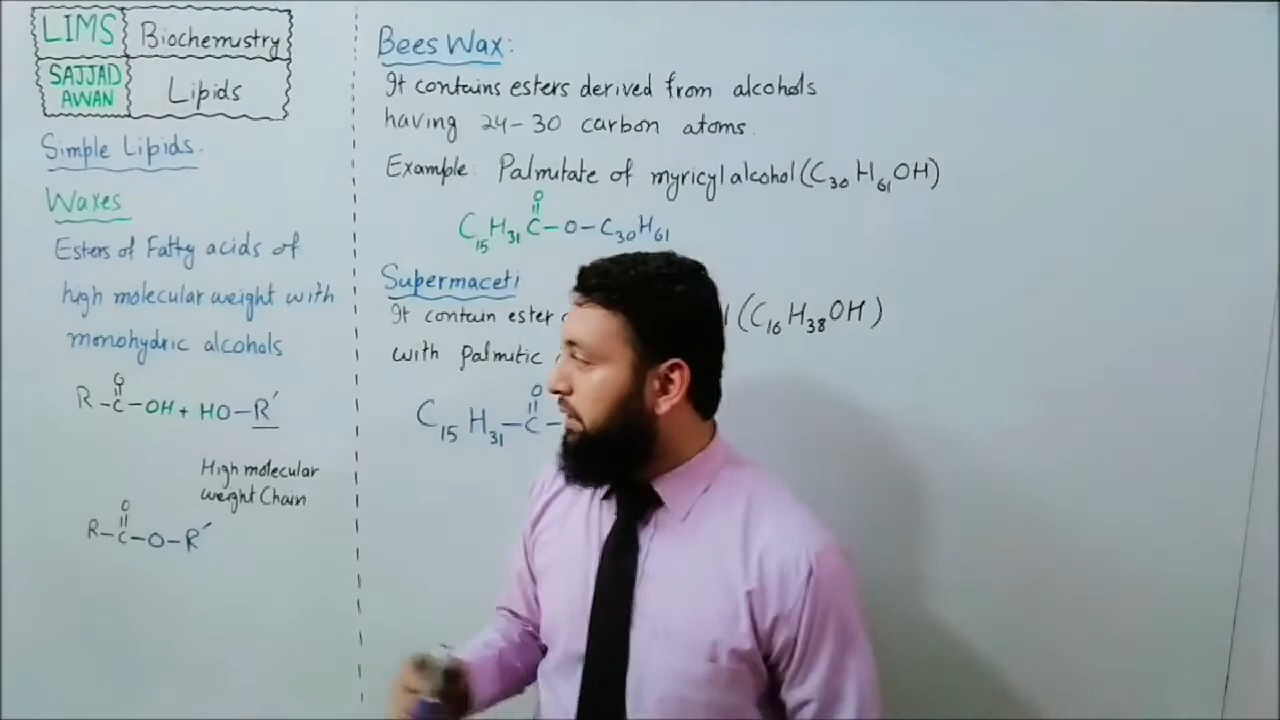 LIMS Biochemistry
SAJJAD
AWAN
Lipids
Simple Lipids.
Waxes
Esters of Fatty acids of
high molecular weight with
monohydric alcohols
O
R-C-OH + HO-R'
High molecular
weight Chain
O
R-C-O-R'
Bees Wax:
It contains esters derived from alcohols
having 24-30 carbon atoms.
Example: Palmitate of myricyl alcohol (C30H61OH)
O
C15H31C-O-C30H61
Supermaceti
It contain ester (C16H38OH)
with palmitic
O
C15H31-C-